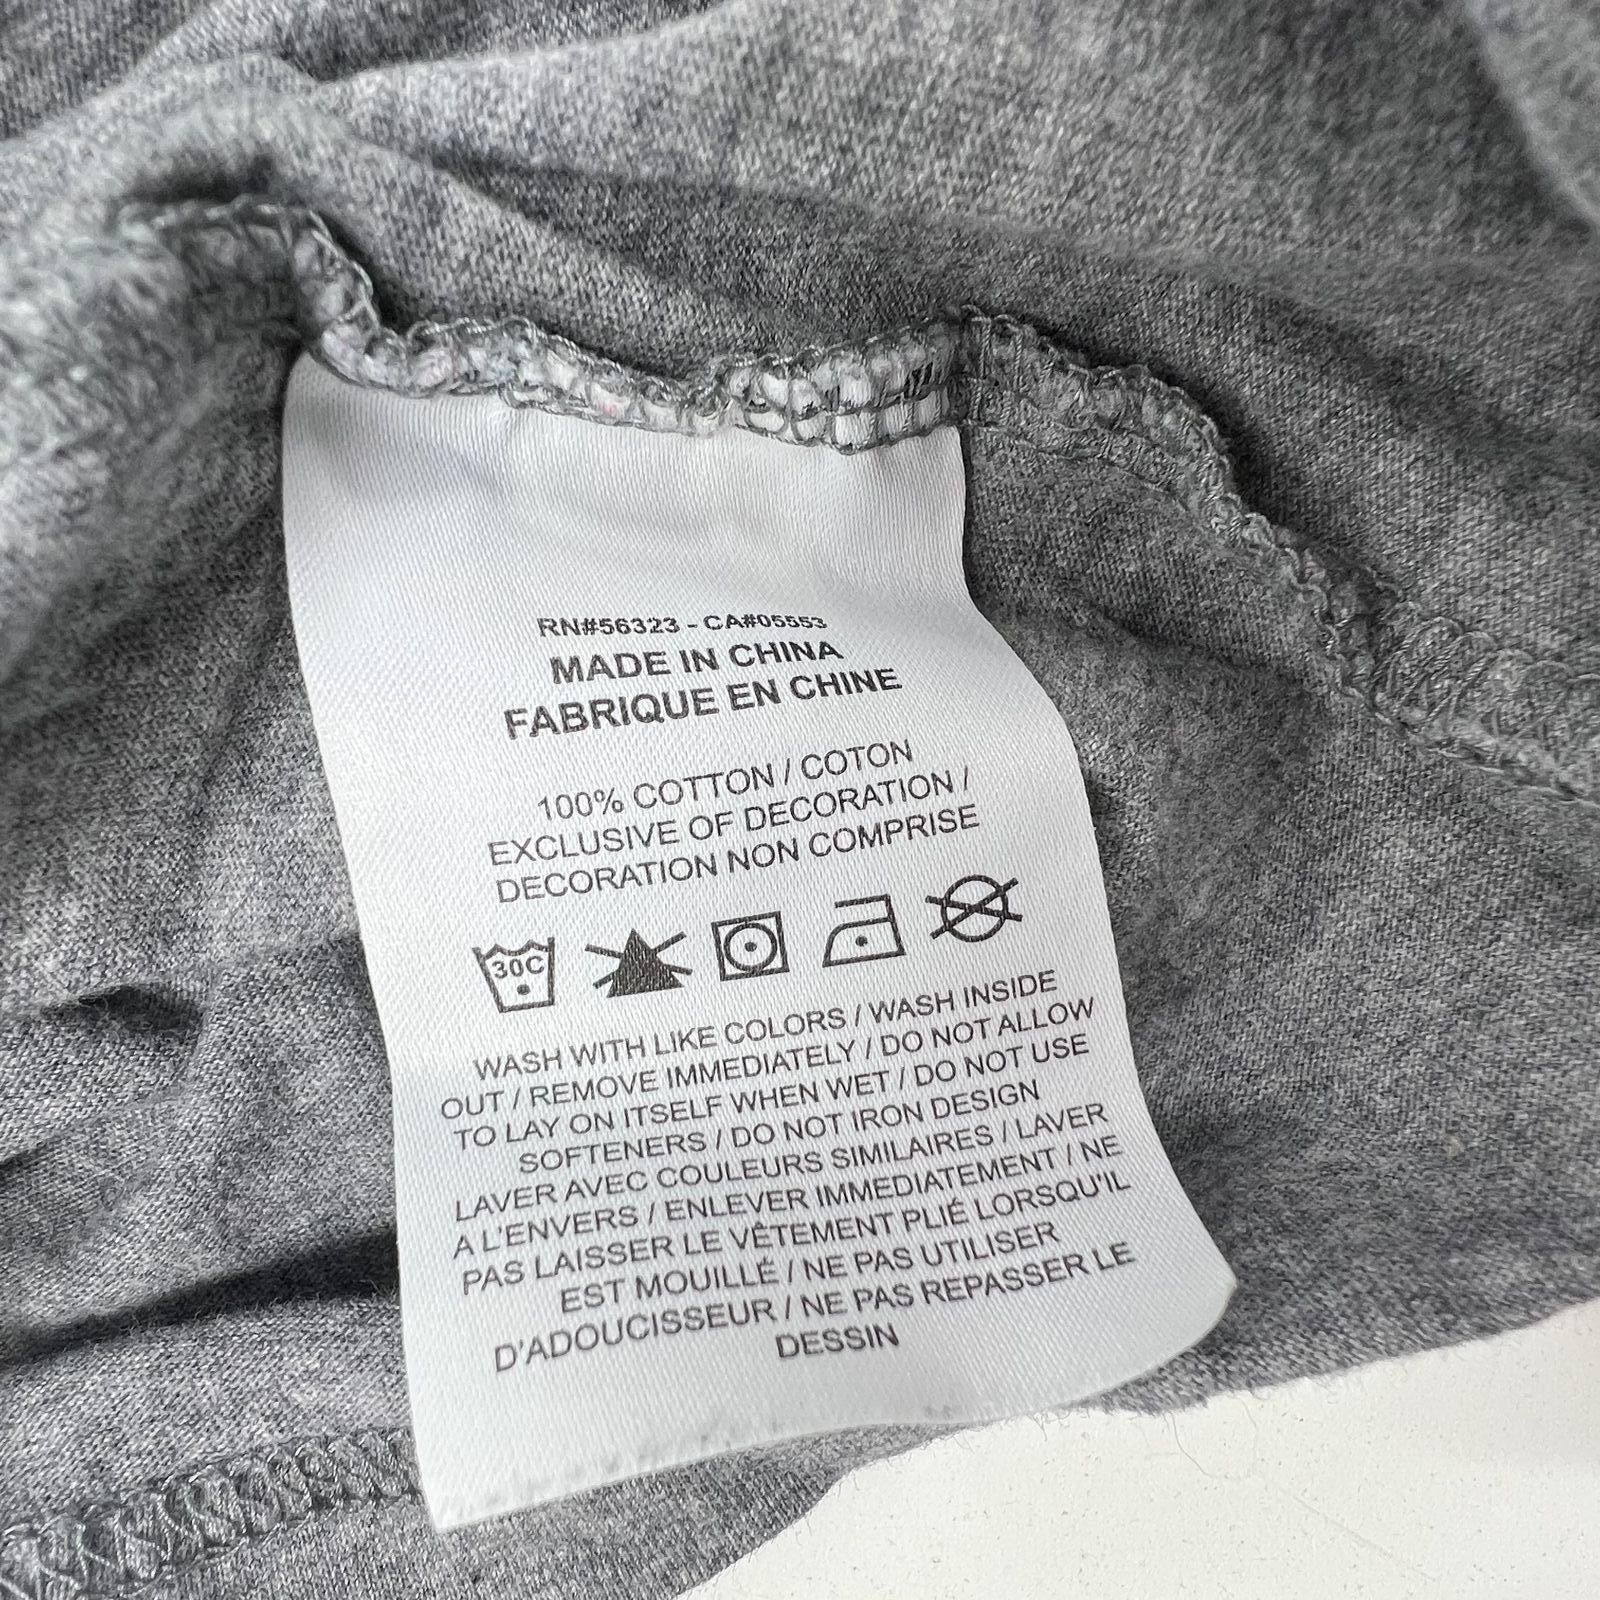 RN#56323 - CA#05553
MADE IN CHINA
FABRIQUE EN CHINE
100% COTTON / COTON
EXCLUSIVE OF DECORATION /
DECORATION NON COMPRISE
30C
WASH WITH LIKE COLORS / WASH INSIDE
OUT / REMOVE IMMEDIATELY / DO NOT ALLOW
TO LAY ON ITSELF WHEN WET / DO NOT USE
SOFTENERS / DO NOT IRON DESIGN
LAVER AVEC COULEURS SIMILAIRES / LAVER
A L'ENVERS / ENLEVER IMMEDIATEMENT / NE
PAS LAISSER LE VÊTEMENT PLIÉ LORSQU'IL
EST MOUILLÉ / NE PAS UTILISER
D'ADOUCISSEUR / NE PAS REPASSER LE
DESSIN